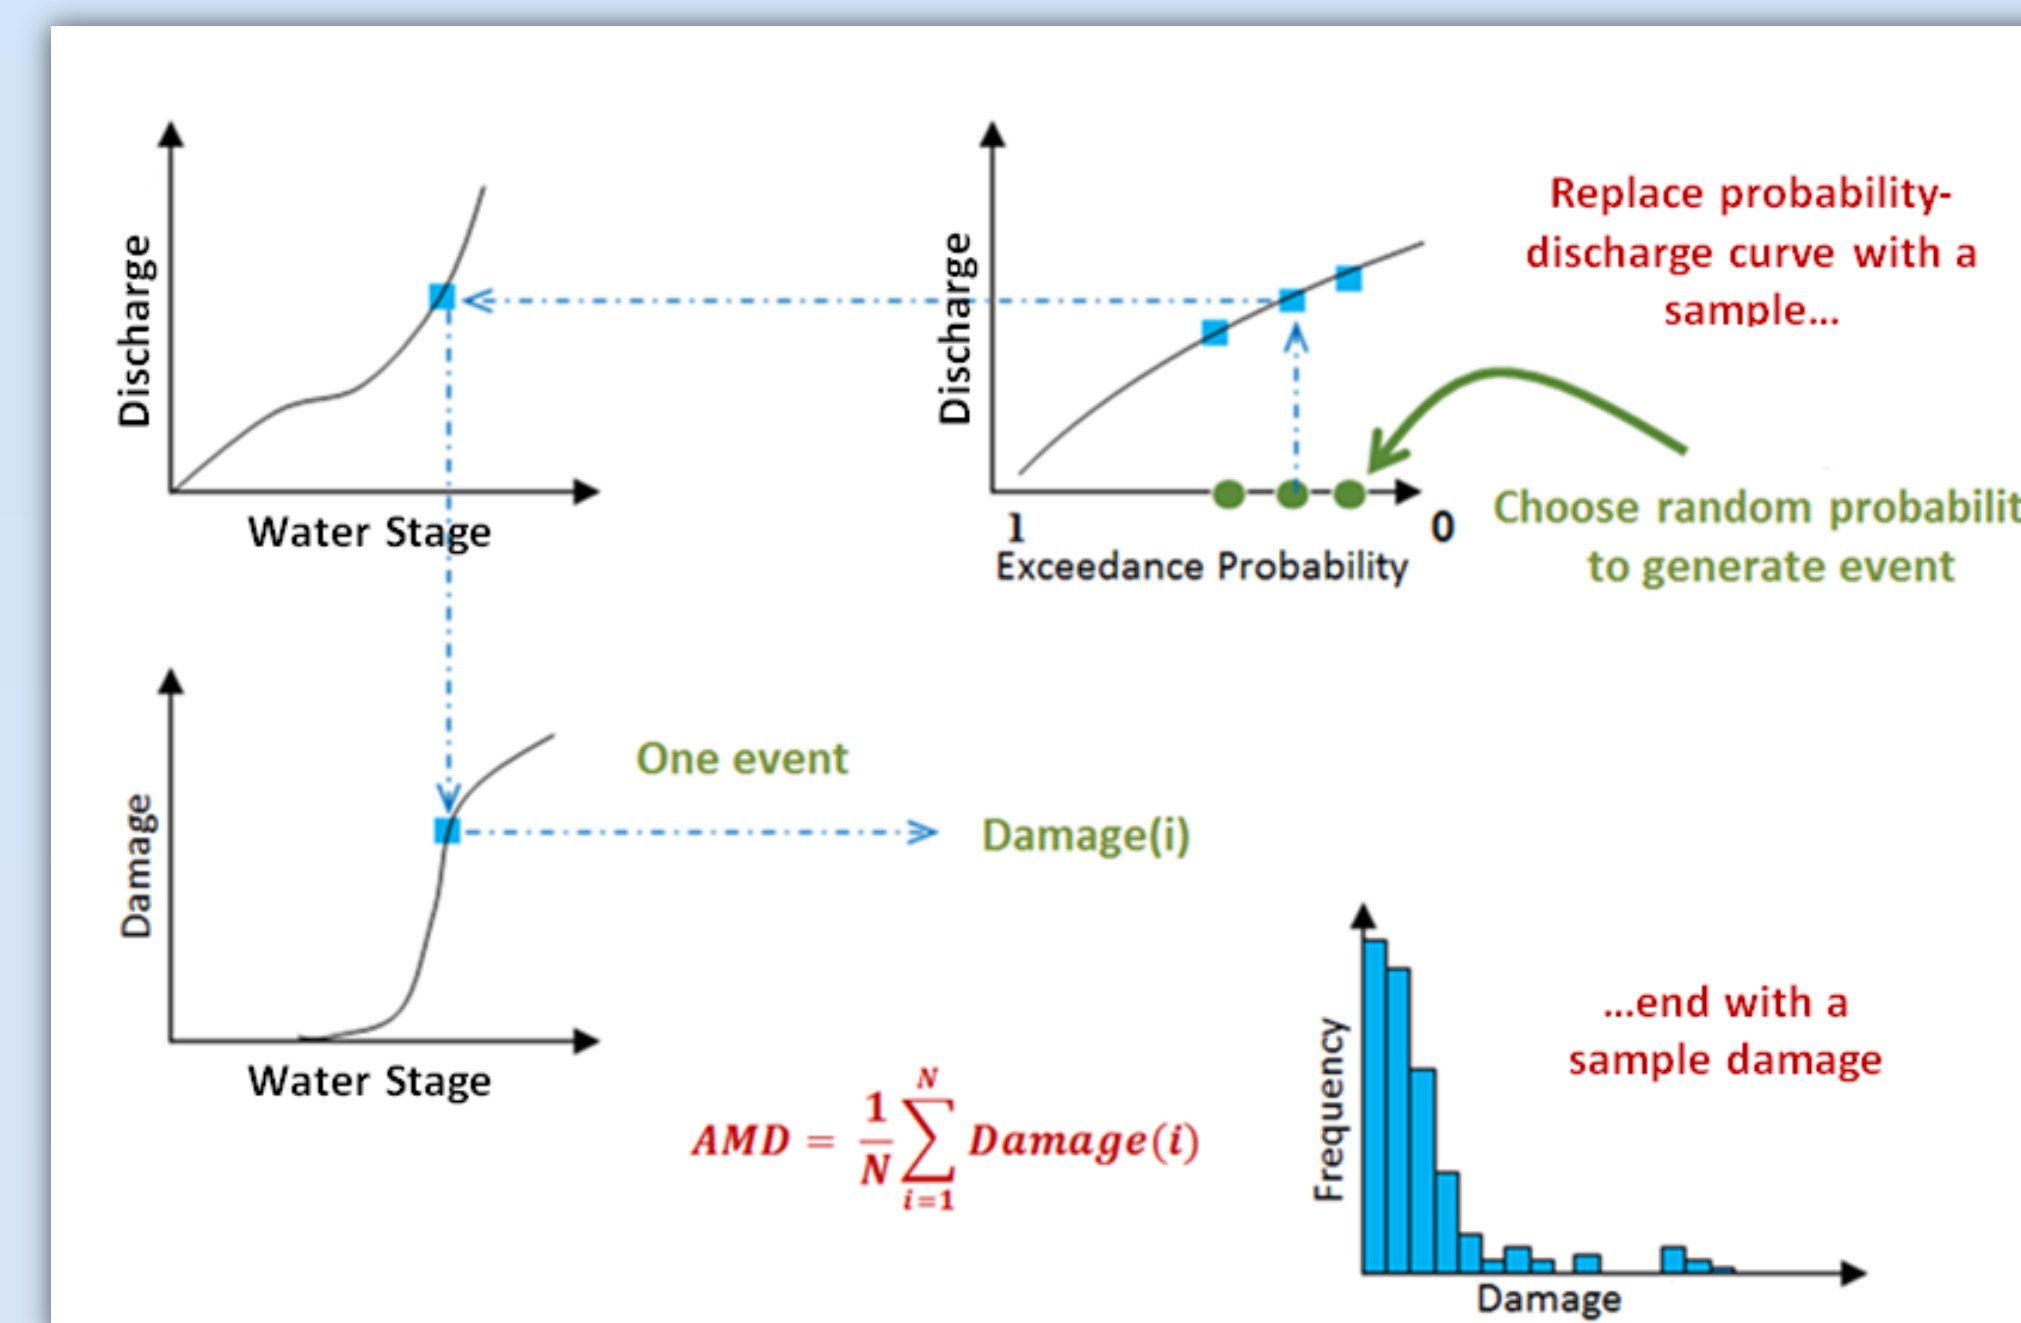 Discharge
Water Stage
Discharge
1
0
Exceedance Probability
Replace probability-
discharge curve with a
sample...
Choose random probabilit
to generate event
Damage
Water Stage
One event
Damage(i)
AMD = 1/N ∑ i=1 N Damage(i)
Frequency
Damage
...end with a
sample damage